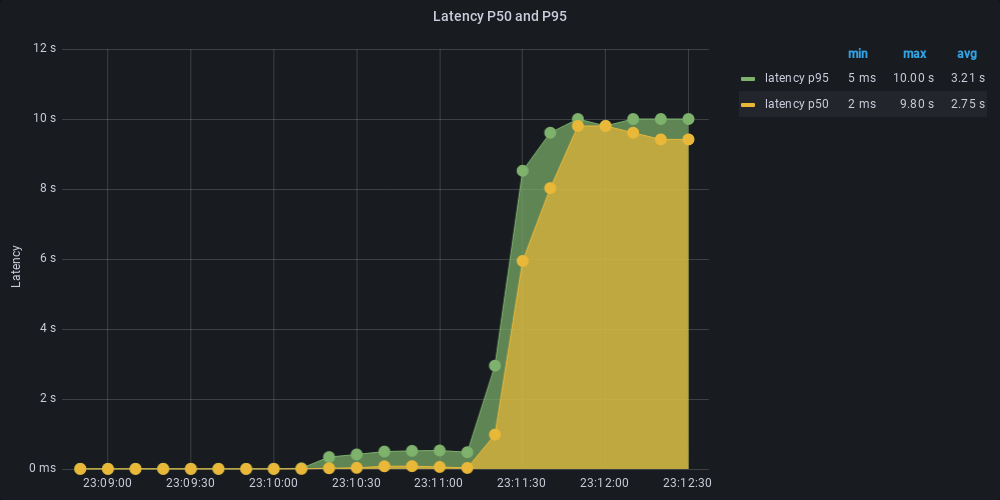 Latency P50 and P95
min max avg
latency p95 5 ms 10.00 s 3.21 s
latency p50 2 ms 9.80 s 2.75 s
Latency
12 s
10 s
8 s
6 s
4 s
2 s
0 ms
23:09:00 23:09:30 23:10:00 23:10:30 23:11:00 23:11:30 23:12:00 23:12:30